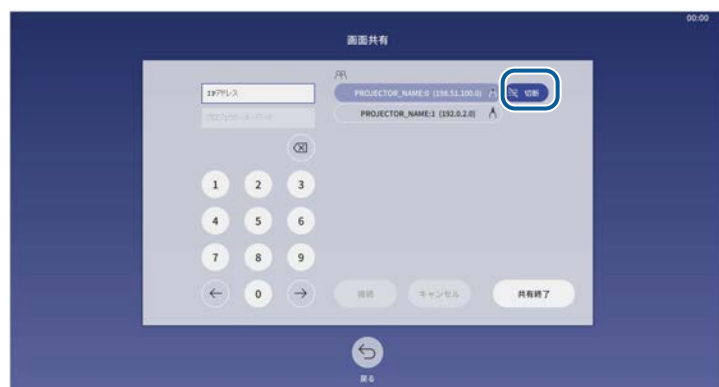 00:00
画面共有
IPアドレス
PROJECTOR_NAME:0 (198.51.100.0)
切断
プロジェクターキーワード
PROJECTOR_NAME:1 (192.0.2.0)
1 2 3
4 5 6
7 8 9
← 0 →
接続 キャンセル 共有終了
戻る